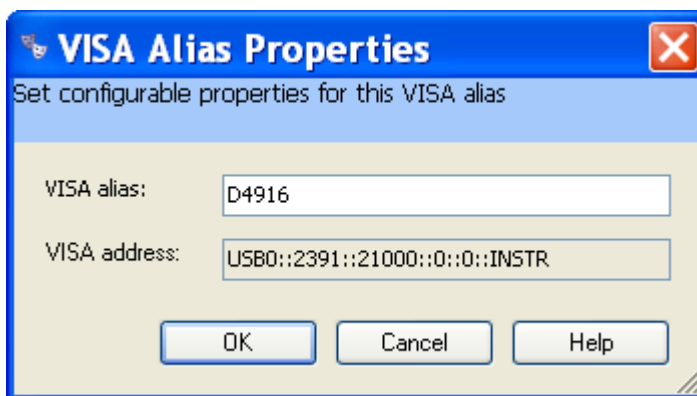 VISA Alias Properties
Set configurable properties for this VISA alias
VISA alias: D4916
VISA address: USB0::2391::21000::0::0::INSTR
OK Cancel Help